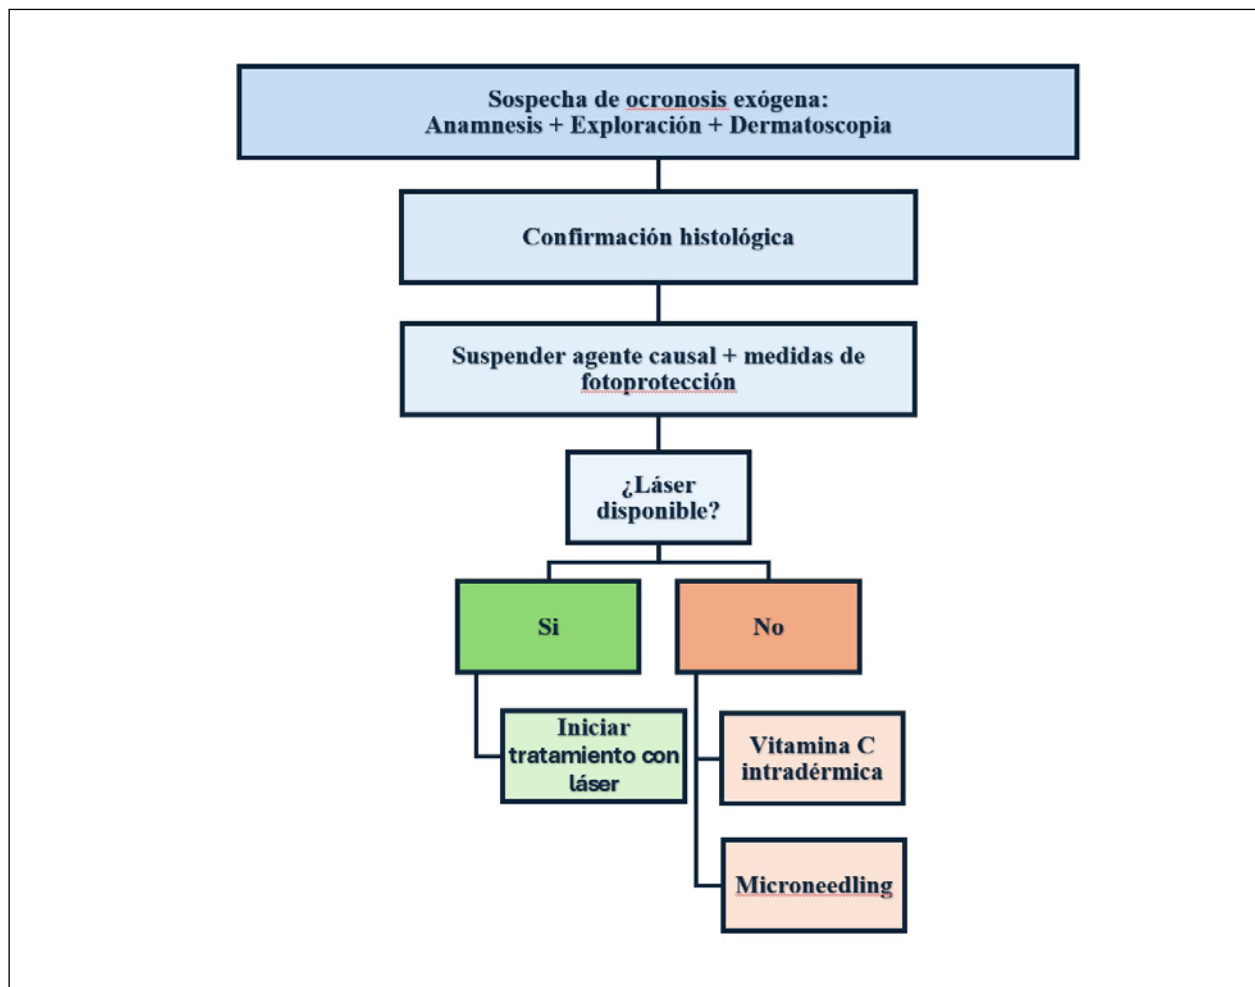 Sospecha de ocronosis exógena:
Anamnesis + Exploración + Dermatoscopia
Confirmación histológica
Suspender agente causal + medidas de
fotoprotección
¿Láser
disponible?
Si
No
Iniciar
tratamiento con
láser
Vitamina C
intradérmica
Microneedling